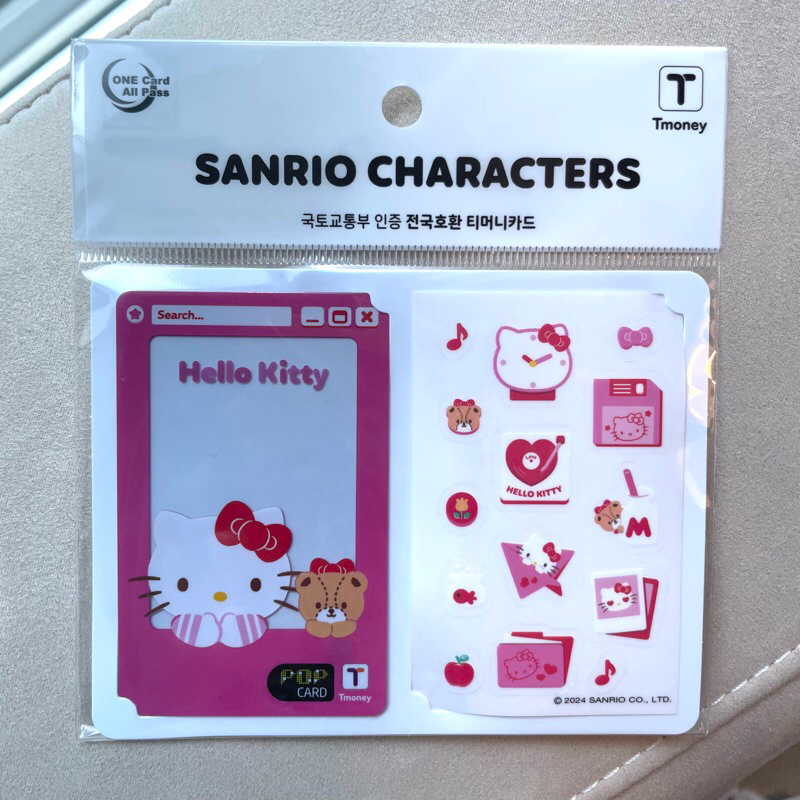 ONE Card
All Pass
Tmoney
SANRIO CHARACTERS
국토교통부 인증 전국호환 티머니카드
Search...
Hello Kitty
POP
CARD
Tmoney
LOVE
HELLO KITTY
M
© 2024 SANRIO CO., LTD.